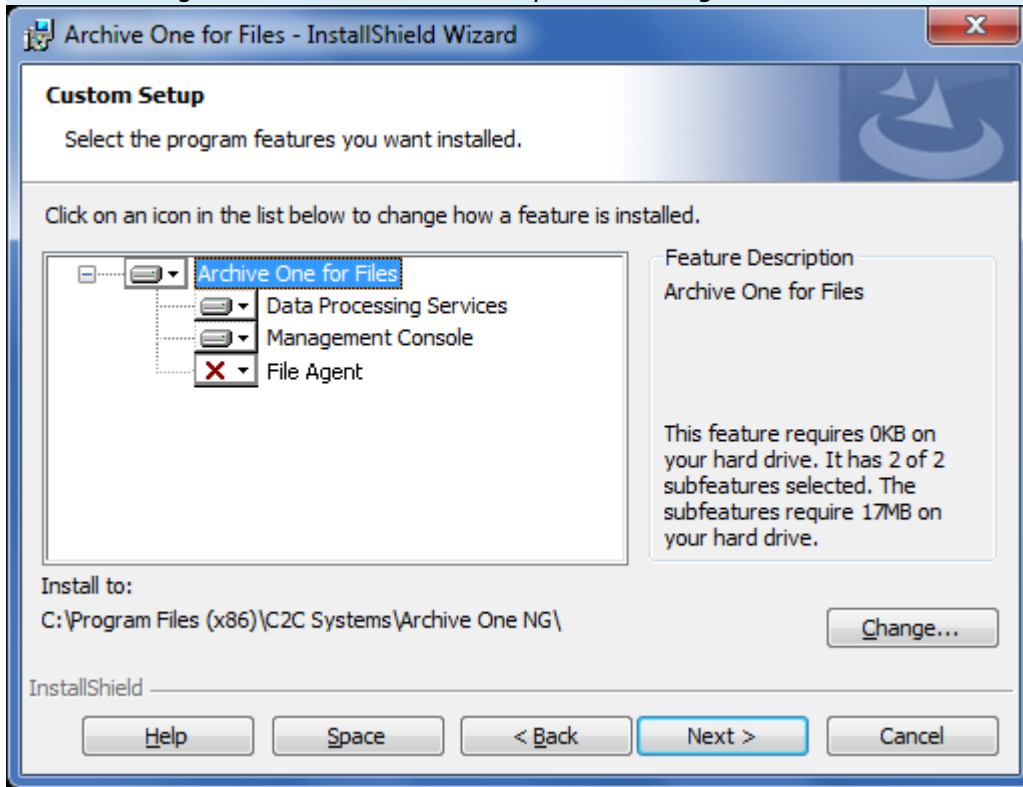 Archive One for Files - InstallShield Wizard
Custom Setup
Select the program features you want installed.
Click on an icon in the list below to change how a feature is installed.
Archive One for Files
Data Processing Services
Management Console
File Agent
Feature Description
Archive One for Files
This feature requires 0KB on
your hard drive. It has 2 of 2
subfeatures selected. The
subfeatures require 17MB on
your hard drive.
Install to:
C:\Program Files (x86)\C2C Systems\Archive One NG\
Change...
InstallShield
Help
Space
< Back
Next >
Cancel